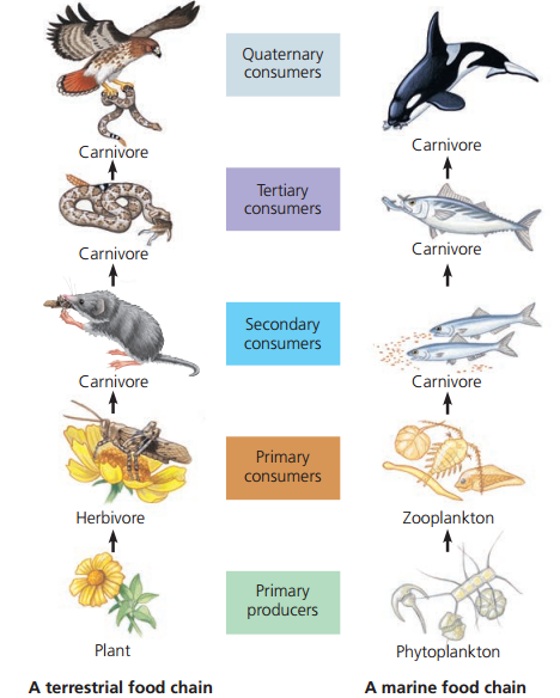 Quaternary
consumers
Carnivore
Carnivore
Tertiary
consumers
Carnivore
Carnivore
Secondary
consumers
Carnivore
Carnivore
Primary
consumers
Herbivore
Zooplankton
Primary
producers
Plant
Phytoplankton
A terrestrial food chain
A marine food chain